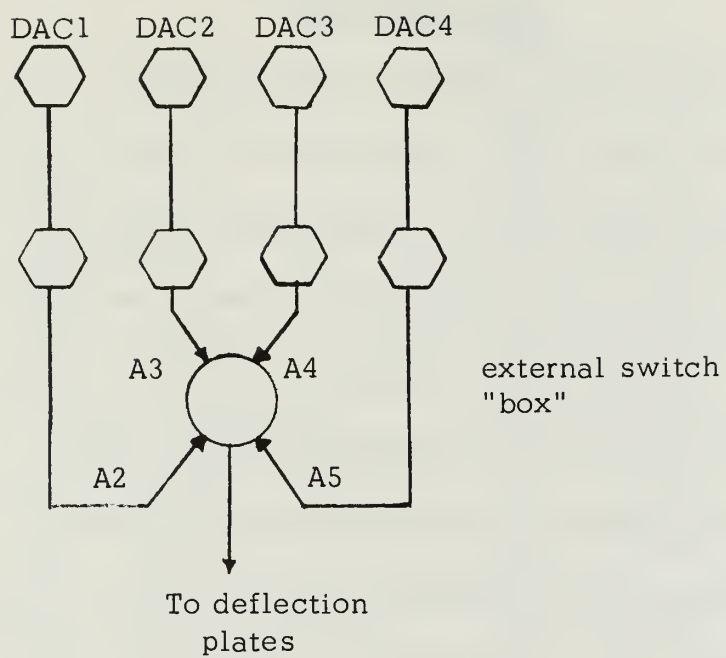 DAC1 DAC2 DAC3 DAC4
A3 A4
external switch
"box"
A2 A5
To deflection
plates